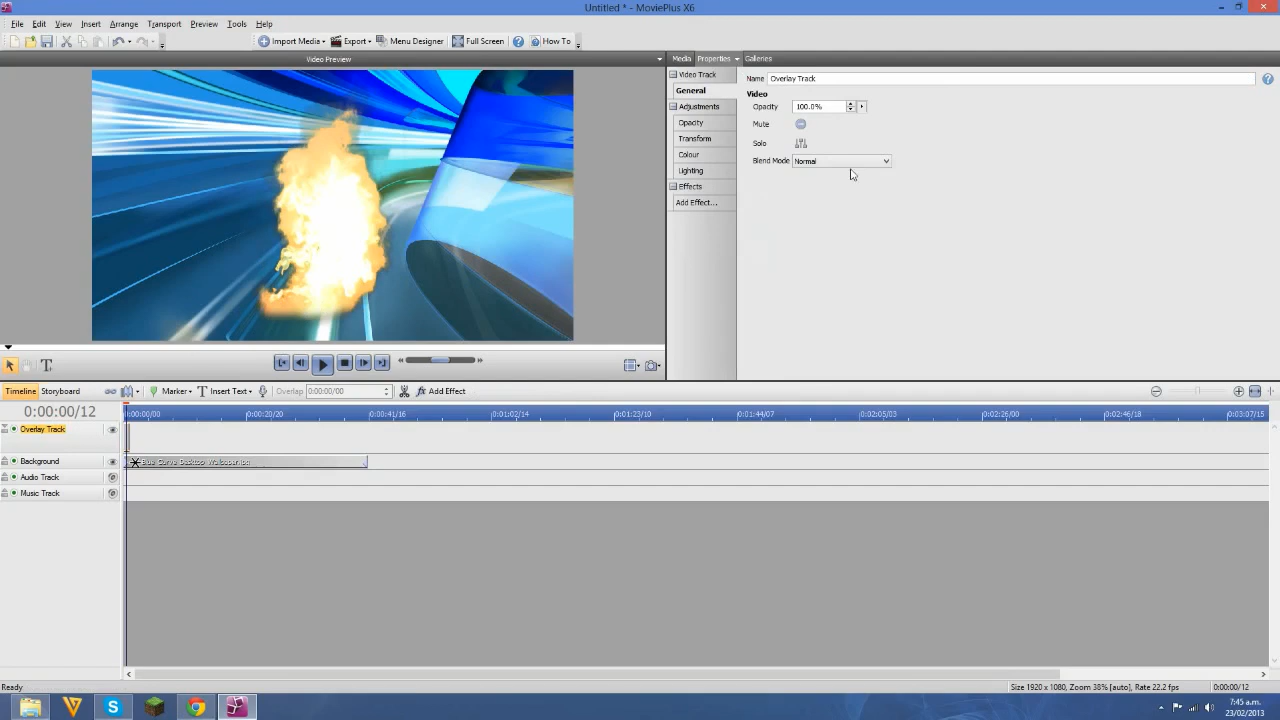 Untitled * - MoviePlus X6
File Edit View Insert Arrange Transport Preview Tools Help
Import Media Export Menu Designer Full Screen How To
Video Preview
Media Properties Galleries
Video Track
General
Adjustments
Opacity
Transform
Colour
Lighting
Effects
Add Effect...
Name Overlay Track
Video
Opacity 100.0%
Mute
Solo
Blend Mode Normal
Timeline Storyboard Marker Insert Text Overlap 0:00:00/00 Add Effect
0:00:00/12
0:00:00/00 0:00:20/20 0:00:41/16 0:01:02/14 0:01:23/10 0:01:44/07 0:02:05/03 0:02:26/00 0:02:46/18 0:03:07/15
Overlay Track
Background Blue Curve Desktop Wallpaper.jpg
Audio Track
Music Track
Ready Size 1920 x 1080, Zoom 38% [auto], Rate 22.2 fps 0:00:00/12
7:45 a.m.
23/02/2013